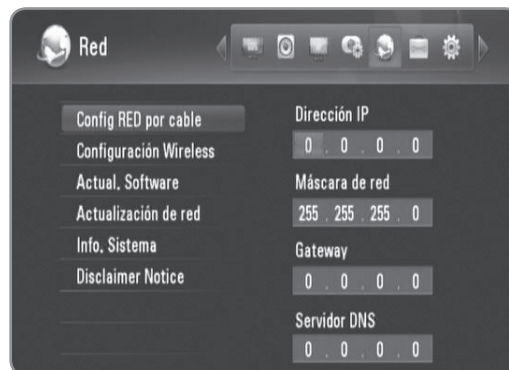 Red
Config RED por cable
Configuración Wireless
Actual. Software
Actualización de red
Info. Sistema
Disclaimer Notice
Dirección IP
0 . 0 . 0 . 0
Máscara de red
255 . 255 . 255 . 0
Gateway
0 . 0 . 0 . 0
Servidor DNS
0 . 0 . 0 . 0